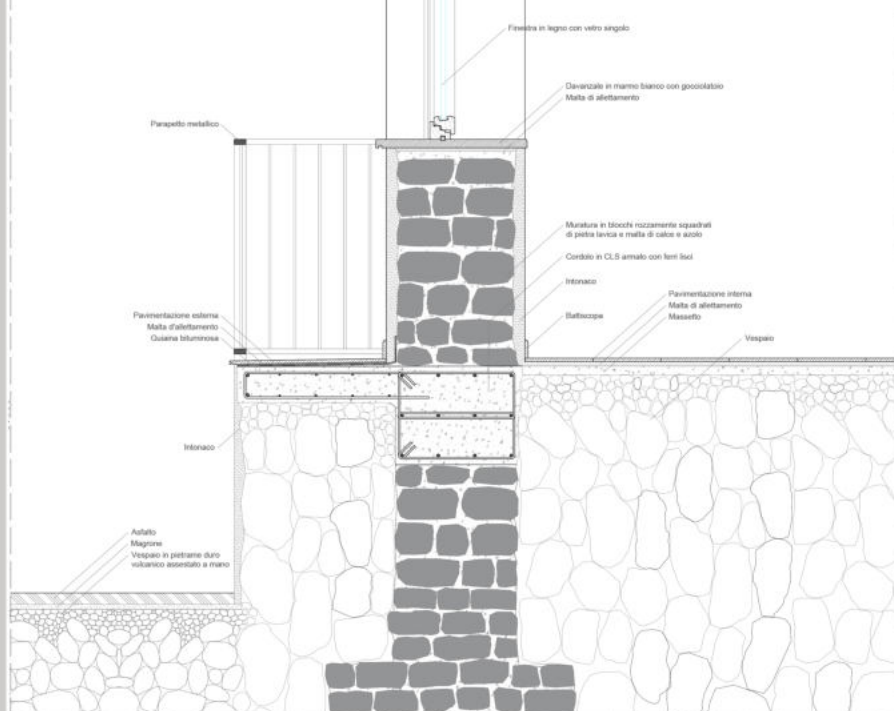 Finestra in legno con vetro singolo
Davanzale in marmo bianco con gocciolatoio
Malta di allettamento
Parapetto metallico
Muratura in blocchi rozzamente squadrati
di pietra lavica e malta di calce e azolo
Cordolo in CLS armato con ferri lisci
Intonaco
Pavimentazione interna
Malta di allettamento
Battiscopa
Massetto
Pavimentazione esterna
Malta d'allettamento
Guaina bituminosa
Vespaio
Intonaco
Asfalto
Magrone
Vespaio in pietrame duro
vulcanico assestato a mano